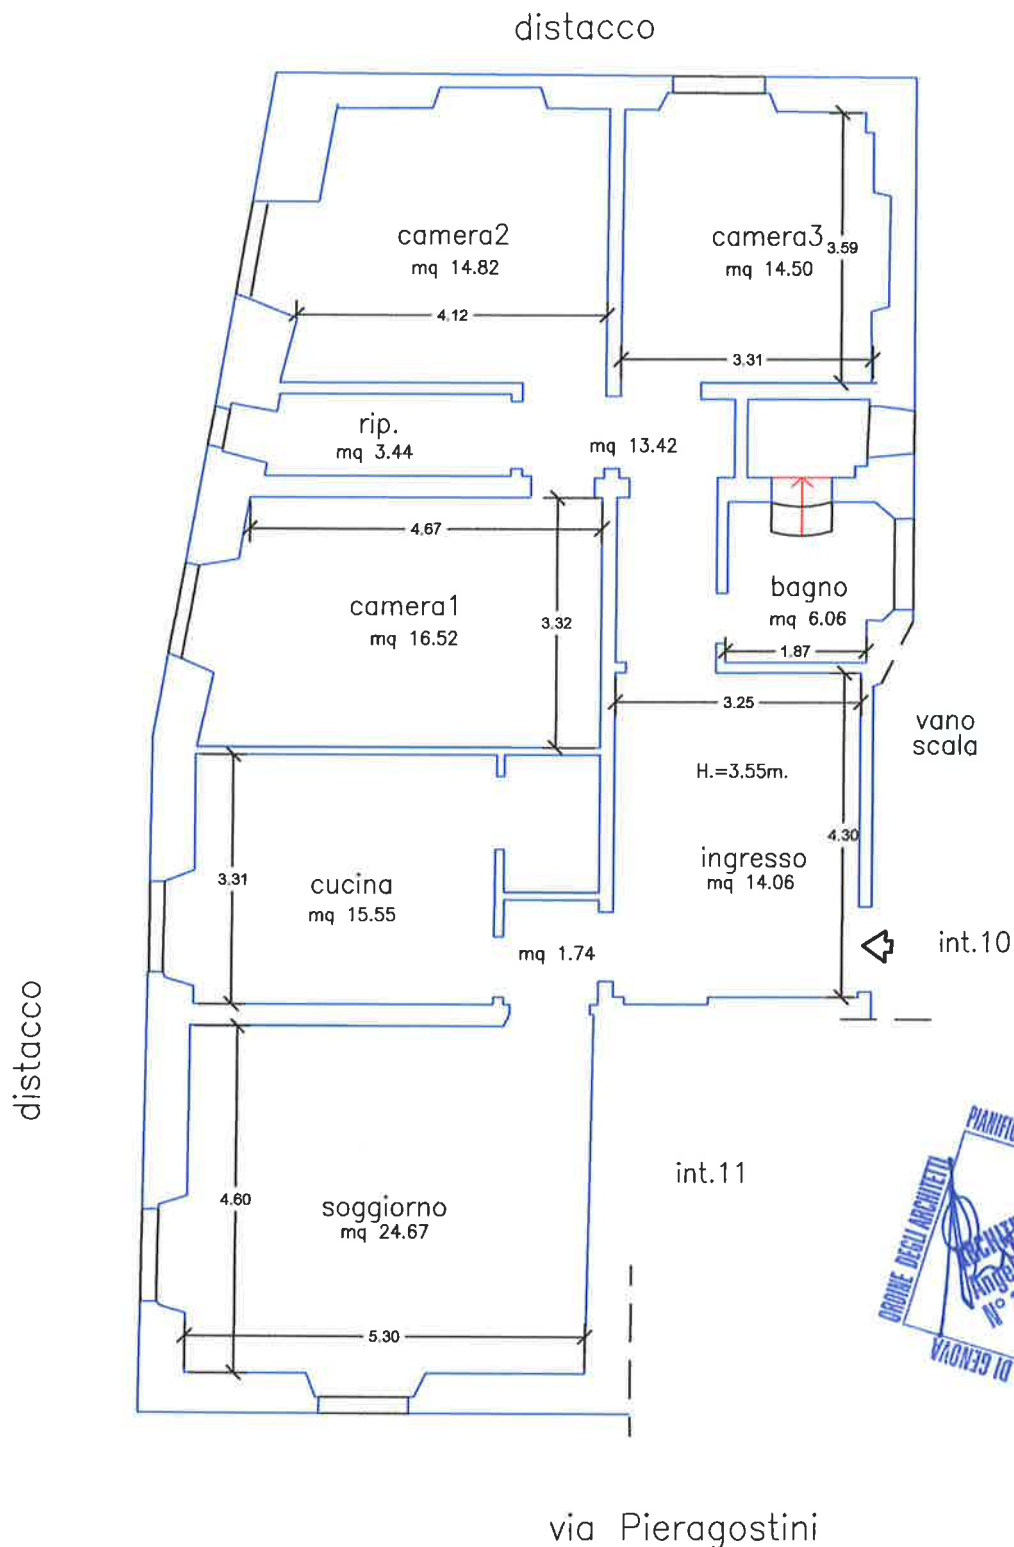 distacco
camera2
mq 14.82
camera3
mq 14.50
3.59
4.12
3.31
rip.
mq 3.44
mq 13.42
4.67
camera1
mq 16.52
3.32
bagno
mq 6.06
1.87
3.25
vano
scala
H.=3.55m.
4.30
3.31
cucina
mq 15.55
ingresso
mq 14.06
mq 1.74
int.10
distacco
int.11
4.60
soggiorno
mq 24.67
5.30
ORDINE DEGLI ARCHITETTI
N°
DI GENOVA
via Pieragostini